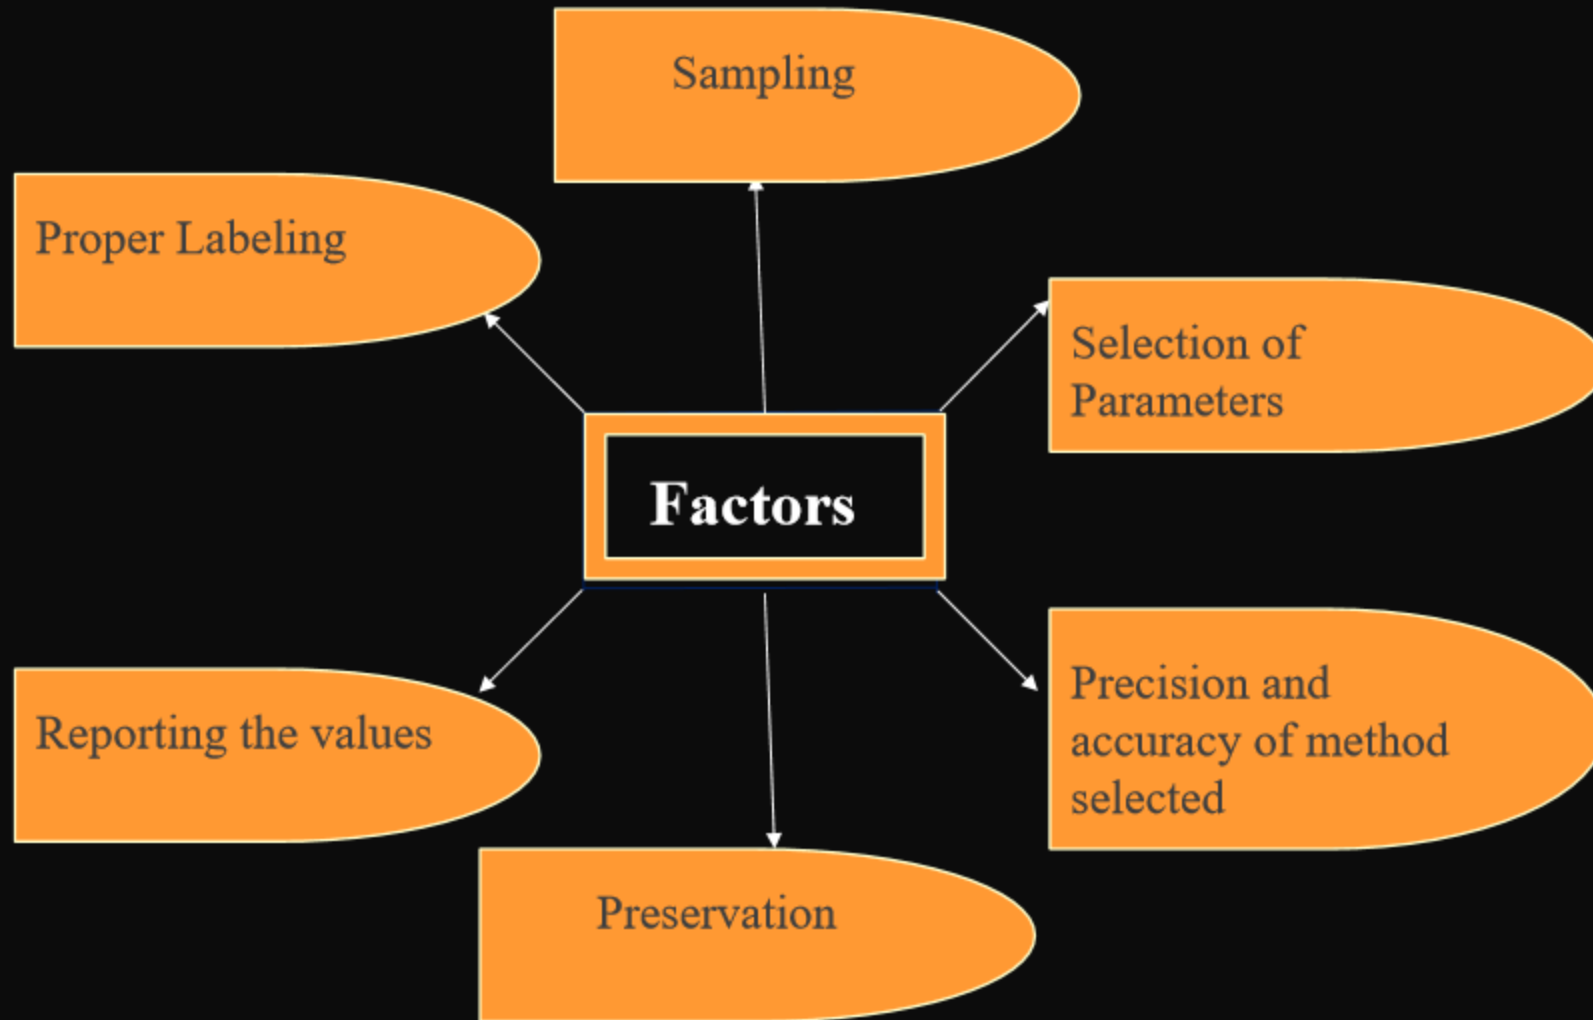 Sampling
Proper Labeling
Selection of
Parameters
Factors
Precision and
accuracy of method
selected
Reporting the values
Preservation